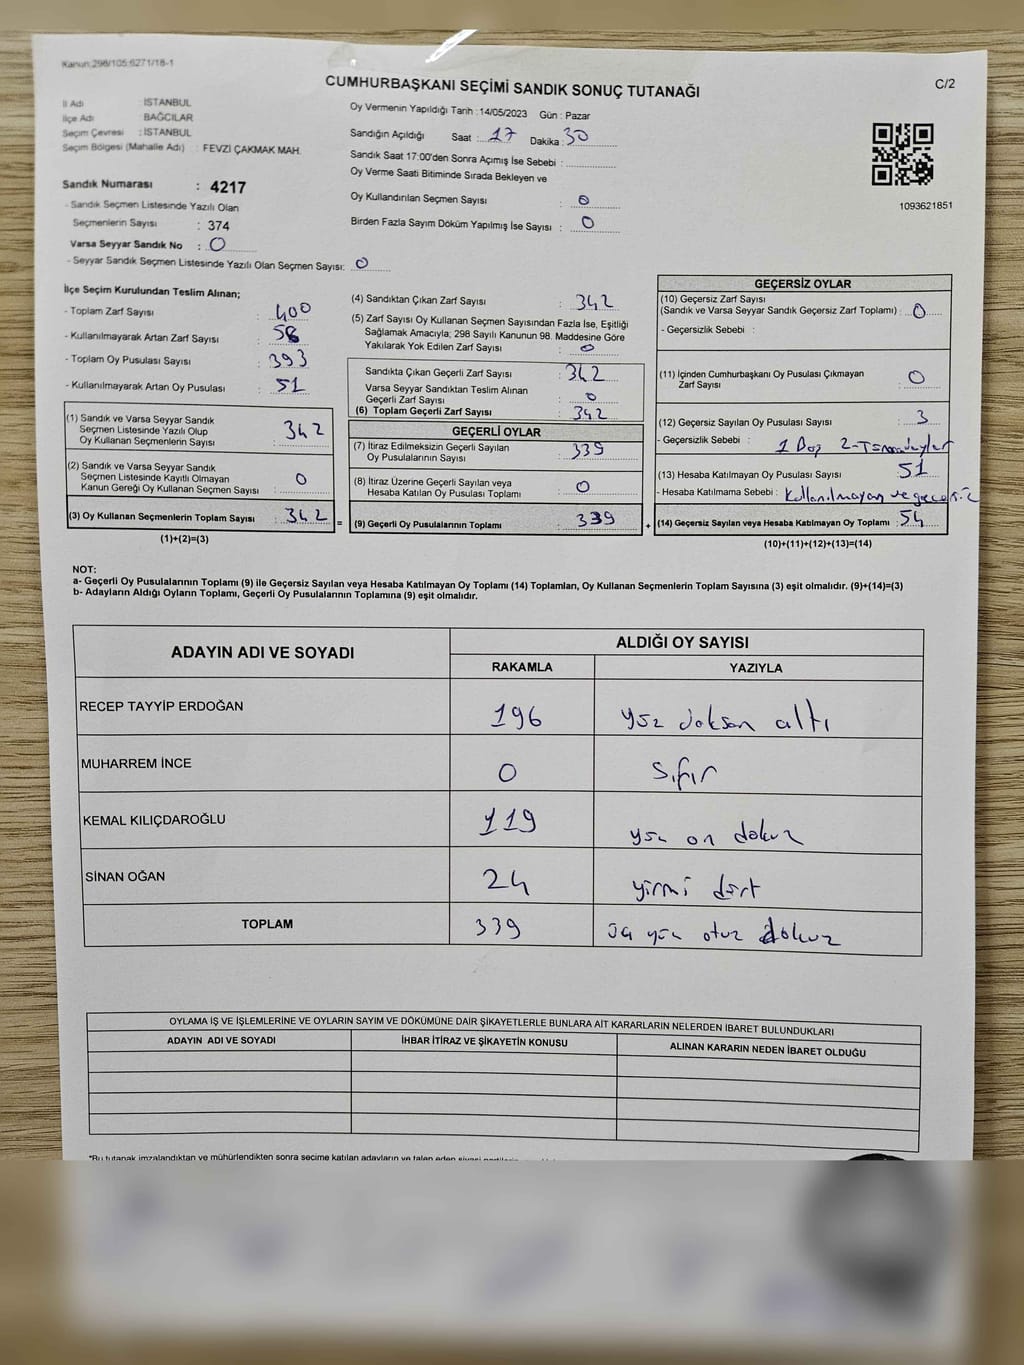 Kanun:298/105:6271/18-1
CUMHURBAŞKANI SEÇİMİ SANDIK SONUÇ TUTANAĞI
C/2
İl Adı : İSTANBUL
İlçe Adı : BAĞCILAR
Seçim Çevresi : İSTANBUL
Seçim Bölgesi (Mahalle Adı) : FEVZİ ÇAKMAK MAH.
Sandık Numarası : 4217
- Sandık Seçmen Listesinde Yazılı Olan
Seçmenlerin Sayısı : 374
Varsa Seyyar Sandık No : 0
- Seyyar Sandık Seçmen Listesinde Yazılı Olan Seçmen Sayısı: 0
Oy Vermenin Yapıldığı Tarih :14/05/2023 Gün : Pazar
Sandığın Açıldığı Saat : 17 Dakika : 30
Sandık Saat 17:00'den Sonra Açımış İse Sebebi :
Oy Verme Saati Bitiminde Sırada Bekleyen ve
Oy Kullandırılan Seçmen Sayısı : 0
Birden Fazla Sayım Döküm Yapılmış İse Sayısı : 0
1093621851
İlçe Seçim Kurulundan Teslim Alınan;
- Toplam Zarf Sayısı : 400
- Kullanılmayarak Artan Zarf Sayısı : 58
- Toplam Oy Pusulası Sayısı : 393
- Kullanılmayarak Artan Oy Pusulası : 51
(1) Sandık ve Varsa Seyyar Sandık
Seçmen Listesinde Yazılı Olup
Oy Kullanan Seçmenlerin Sayısı : 342
(2) Sandık ve Varsa Seyyar Sandık
Seçmen Listesinde Kayıtlı Olmayan
Kanun Gereği Oy Kullanan Seçmen Sayısı : 0
(3) Oy Kullanan Seçmenlerin Toplam Sayısı : 342
(1)+(2)=(3)
=
(4) Sandıktan Çıkan Zarf Sayısı : 342
(5) Zarf Sayısı Oy Kullanan Seçmen Sayısından Fazla İse, Eşitliği
Sağlamak Amacıyla; 298 Sayılı Kanunun 98. Maddesine Göre
Yakılarak Yok Edilen Zarf Sayısı : 0
Sandıkta Çıkan Geçerli Zarf Sayısı : 342
Varsa Seyyar Sandıktan Teslim Alınan
Geçerli Zarf Sayısı : 0
(6) Toplam Geçerli Zarf Sayısı : 342
GEÇERLİ OYLAR
(7) İtiraz Edilmeksizin Geçerli Sayılan
Oy Pusulalarının Sayısı : 339
(8) İtiraz Üzerine Geçerli Sayılan veya
Hesaba Katılan Oy Pusulası Toplamı : 0
(9) Geçerli Oy Pusulalarının Toplamı : 339
+
GEÇERSİZ OYLAR
(10) Geçersiz Zarf Sayısı
(Sandık ve Varsa Seyyar Sandık Geçersiz Zarf Toplamı) : 0
- Geçersizlik Sebebi :
(11) İçinden Cumhurbaşkanı Oy Pusulası Çıkmayan
Zarf Sayısı : 0
(12) Geçersiz Sayılan Oy Pusulası Sayısı : 3
- Geçersizlik Sebebi : 1 Boş 2-
(13) Hesaba Katılmayan Oy Pusulası Sayısı : 51
- Hesaba Katılmama Sebebi : Kullanılmayan ve geçersiz
(14) Geçersiz Sayılan veya Hesaba Katılmayan Oy Toplamı : 54
(10)+(11)+(12)+(13)=(14)
NOT:
a- Geçerli Oy Pusulalarının Toplamı (9) ile Geçersiz Sayılan veya Hesaba Katılmayan Oy Toplamı (14) Toplamları, Oy Kullanan Seçmenlerin Toplam Sayısına (3) eşit olmalıdır. (9)+(14)=(3)
b- Adayların Aldığı Oyların Toplamı, Geçerli Oy Pusulalarının Toplamına (9) eşit olmalıdır.
ADAYIN ADI VE SOYADI
ALDIĞI OY SAYISI
RAKAMLA YAZIYLA
RECEP TAYYİP ERDOĞAN 196 yüz doksan altı
MUHARREM İNCE 0 sıfır
KEMAL KILIÇDAROĞLU 119 yüz on dokuz
SİNAN OĞAN 24 yirmi dört
TOPLAM 339 üç yüz otuz dokuz
OYLAMA İŞ VE İŞLEMLERİNE VE OYLARIN SAYIM VE DÖKÜMÜNE DAİR ŞİKAYETLERLE BUNLARA AİT KARARLARIN NELERDEN İBARET BULUNDUKLARI
ADAYIN ADI VE SOYADI İHBAR İTİRAZ VE ŞİKAYETİN KONUSU ALINAN KARARIN NEDEN İBARET OLDUĞU
*Bu tutanak imzalandıktan ve mühürlendikten sonra seçime katılan adayların ve talep eden siyasi